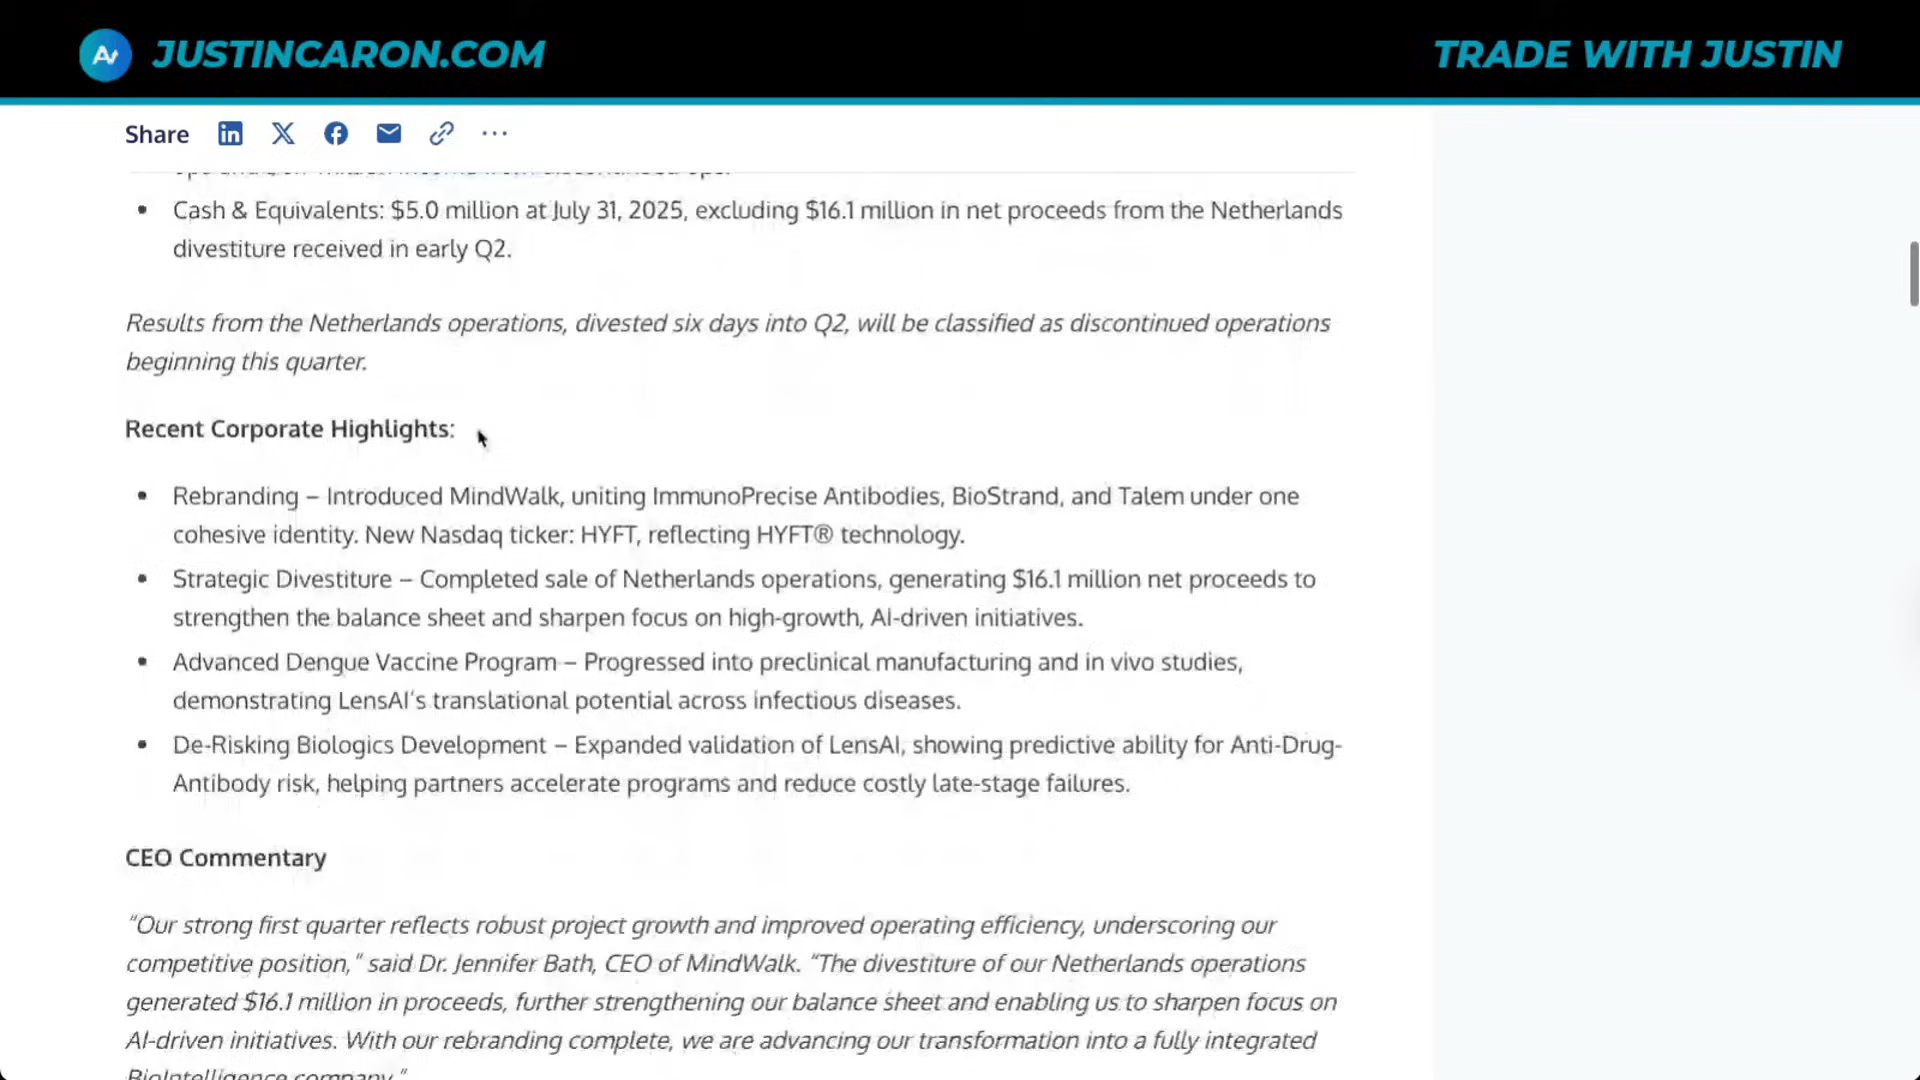 JUSTINCARON.COM
TRADE WITH JUSTIN
Share
Cash & Equivalents: $5.0 million at July 31, 2025, excluding $16.1 million in net proceeds from the Netherlands
divestiture received in early Q2.
Results from the Netherlands operations, divested six days into Q2, will be classified as discontinued operations
beginning this quarter.
Recent Corporate Highlights:
Rebranding – Introduced MindWalk, uniting ImmunoPrecise Antibodies, BioStrand, and Talem under one
cohesive identity. New Nasdaq ticker: HYFT, reflecting HYFT® technology.
Strategic Divestiture – Completed sale of Netherlands operations, generating $16.1 million net proceeds to
strengthen the balance sheet and sharpen focus on high-growth, AI-driven initiatives.
Advanced Dengue Vaccine Program – Progressed into preclinical manufacturing and in vivo studies,
demonstrating LensAI's translational potential across infectious diseases.
De-Risking Biologics Development – Expanded validation of LensAI, showing predictive ability for Anti-Drug-
Antibody risk, helping partners accelerate programs and reduce costly late-stage failures.
CEO Commentary
"Our strong first quarter reflects robust project growth and improved operating efficiency, underscoring our
competitive position," said Dr. Jennifer Bath, CEO of MindWalk. "The divestiture of our Netherlands operations
generated $16.1 million in proceeds, further strengthening our balance sheet and enabling us to sharpen focus on
AI-driven initiatives. With our rebranding complete, we are advancing our transformation into a fully integrated
BioIntelligence company."